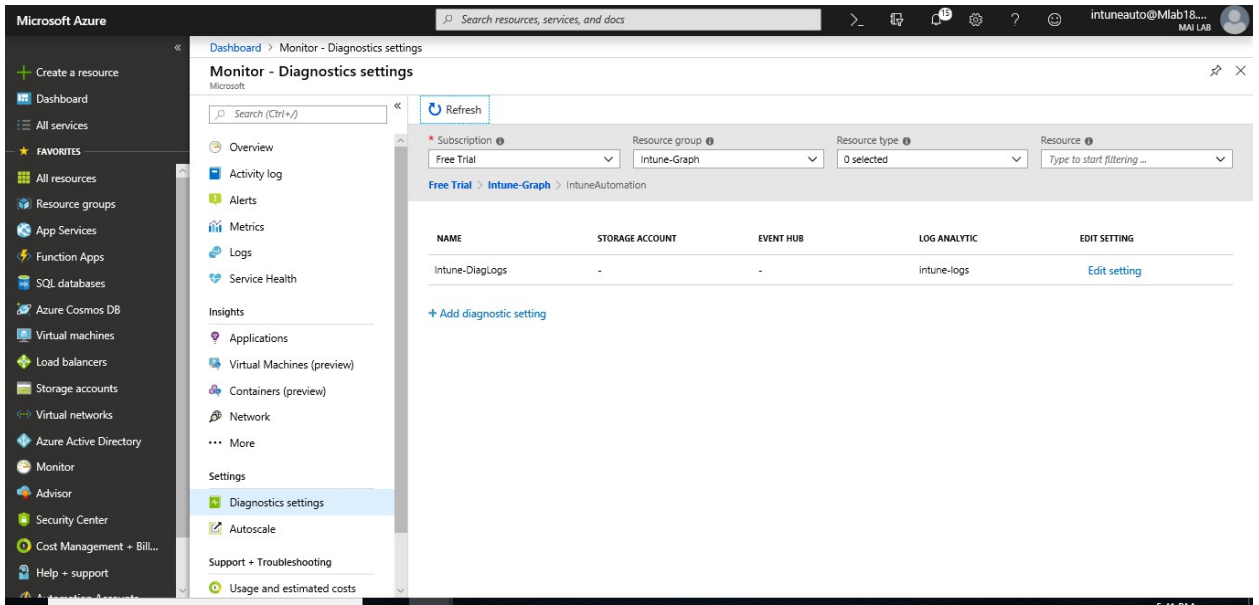 Microsoft Azure
Search resources, services, and docs
15
intuneauto@Mlab18....
MAI LAB
Create a resource
Dashboard
All services
FAVORITES
All resources
Resource groups
App Services
Function Apps
SQL databases
Azure Cosmos DB
Virtual machines
Load balancers
Storage accounts
Virtual networks
Azure Active Directory
Monitor
Advisor
Security Center
Cost Management + Bill...
Help + support
Automation Accounts
Dashboard > Monitor - Diagnostics settings
Monitor - Diagnostics settings
Microsoft
Search (Ctrl+/)
Overview
Activity log
Alerts
Metrics
Logs
Service Health
Insights
Applications
Virtual Machines (preview)
Containers (preview)
Network
More
Settings
Diagnostics settings
Autoscale
Support + Troubleshooting
Usage and estimated costs
Refresh
* Subscription Resource group Resource type Resource
Free Trial Intune-Graph 0 selected Type to start filtering ...
Free Trial > Intune-Graph > IntuneAutomation
NAME STORAGE ACCOUNT EVENT HUB LOG ANALYTIC EDIT SETTING
Intune-DiagLogs - - intune-logs Edit setting
+ Add diagnostic setting